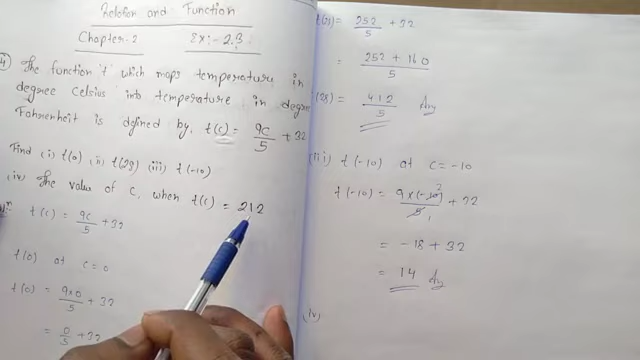 Relation and Function
Chapter-2 Ex:- 2.3
4) The function 't' which maps temperature in
degree Celsius into temperature in degree
Fahrenheit is defined by, t(c) = 9c/5 + 32
Find (i) t(0) (ii) t(28) (iii) t(-10)
(iv) The value of C, when t(c) = 212
t(c) = 9c/5 + 32
t(0) at c = 0
t(0) = 9×0/5 + 32
= 0/5 + 32
= 252/5 + 32
= 252 + 160/5
t(28) = 412/5 Ans
(iii) t(-10) at c = -10
t(-10) = 9×(-10)2/5 1 + 32
= -18 + 32
= 14 Ans
(iv)